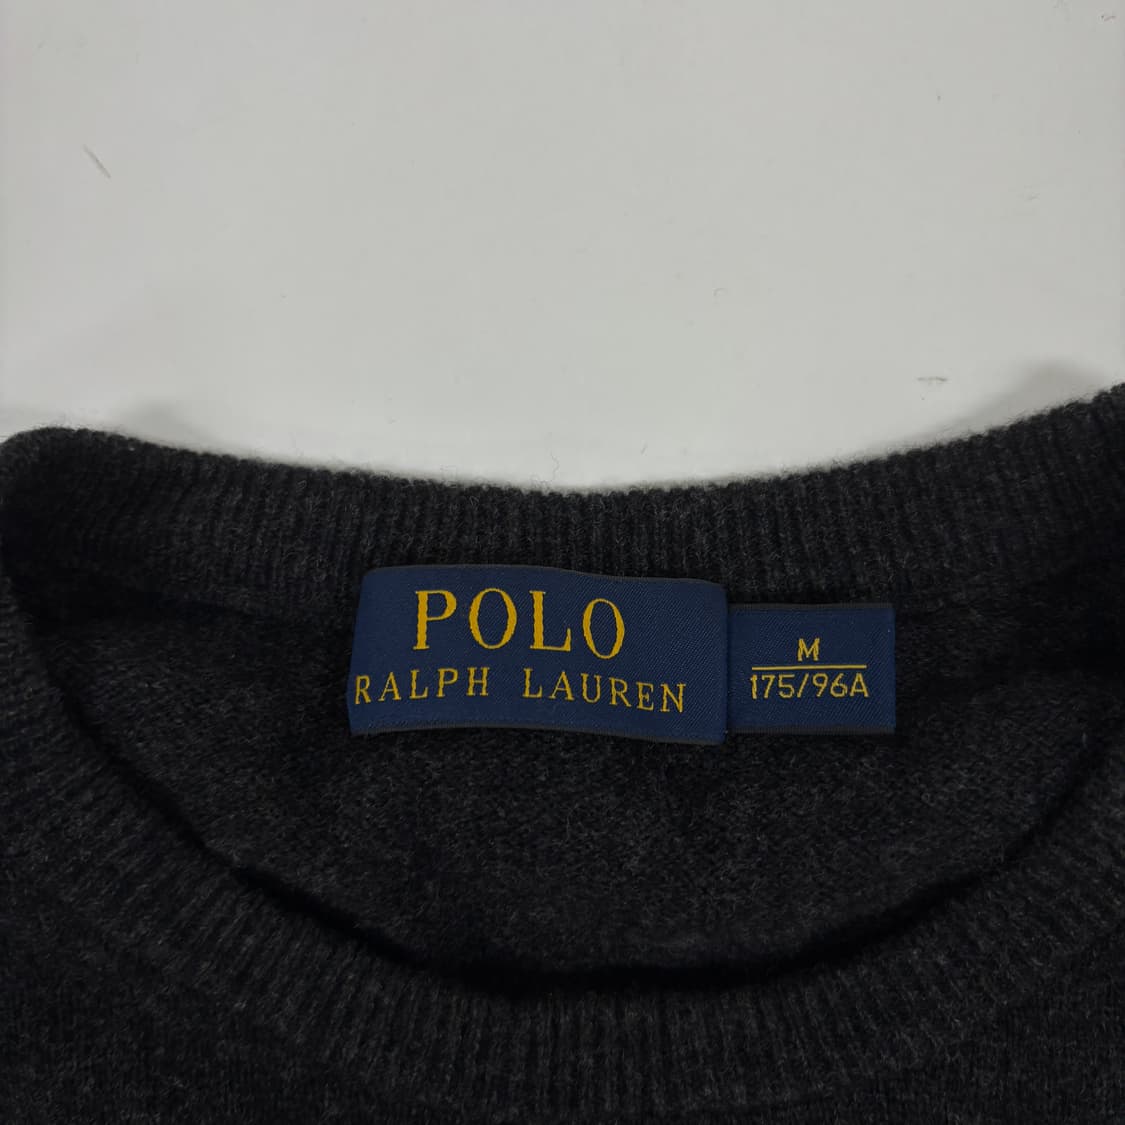 POLO
RALPH LAUREN
M
175/96A